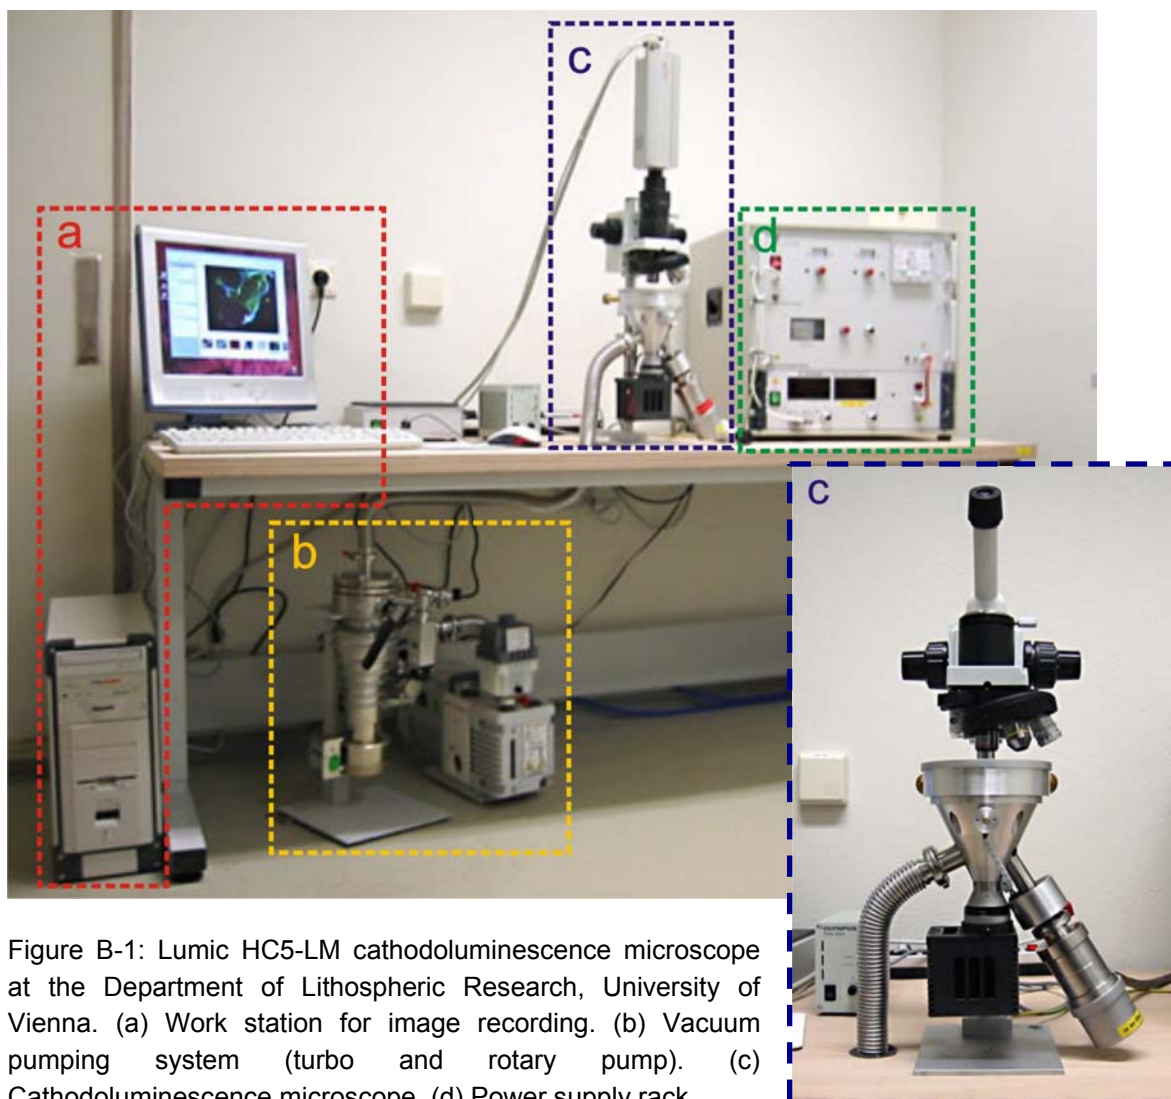 c
a
d
b
c
OLYMPUS
Figure B-1: Lumic HC5-LM cathodoluminescence microscope
at the Department of Lithospheric Research, University of
Vienna. (a) Work station for image recording. (b) Vacuum
pumping system (turbo and rotary pump). (c)
Cathodoluminescence microscope. (d) Power supply rack.